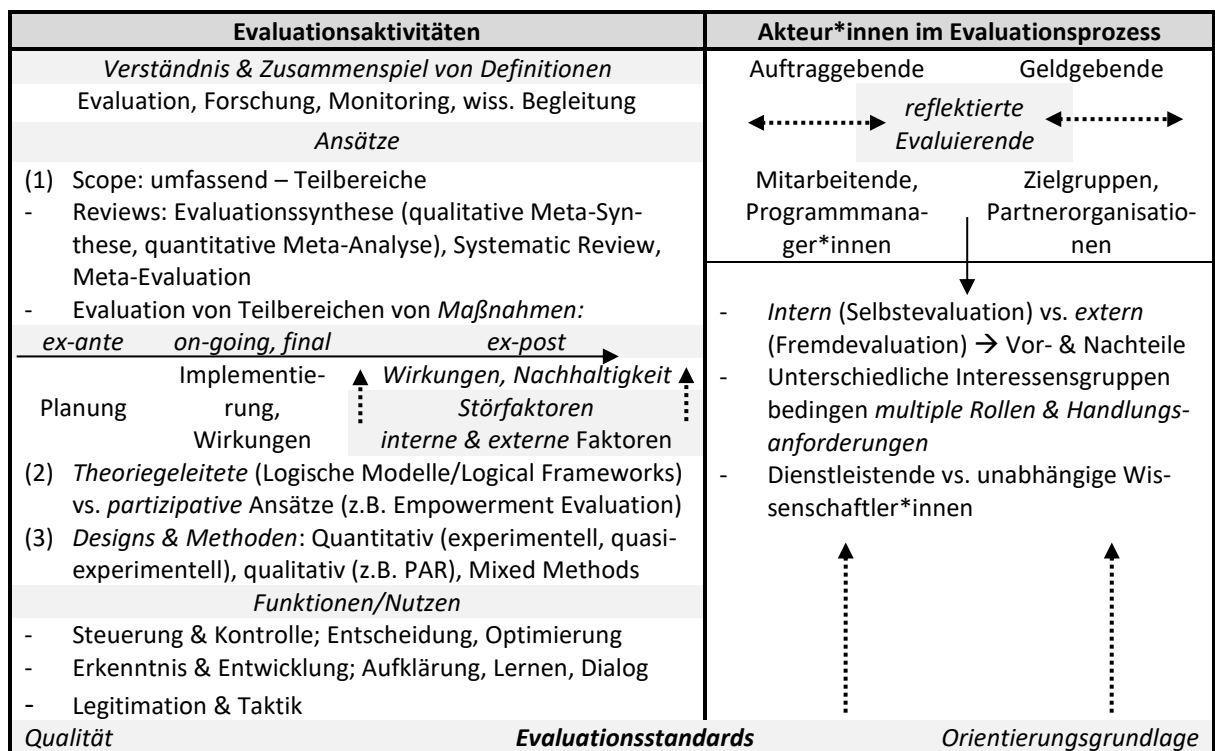 Evaluationsaktivitäten
Verständnis & Zusammenspiel von Definitionen
Evaluation, Forschung, Monitoring, wiss. Begleitung
Ansätze
(1) Scope: umfassend – Teilbereiche
- Reviews: Evaluationssynthese (qualitative Meta-Syn-
these, quantitative Meta-Analyse), Systematic Review,
Meta-Evaluation
- Evaluation von Teilbereichen von Maßnahmen:
ex-ante on-going, final ex-post
Implementie-
rung,
Wirkungen
Planung
Wirkungen, Nachhaltigkeit
Störfaktoren
interne & externe Faktoren
(2) Theoriegeleitete (Logische Modelle/Logical Frameworks)
vs. partizipative Ansätze (z.B. Empowerment Evaluation)
(3) Designs & Methoden: Quantitativ (experimentell, quasi-
experimentell), qualitativ (z.B. PAR), Mixed Methods
Funktionen/Nutzen
- Steuerung & Kontrolle; Entscheidung, Optimierung
- Erkenntnis & Entwicklung; Aufklärung, Lernen, Dialog
- Legitimation & Taktik
Akteur*innen im Evaluationsprozess
Auftraggebende Geldgebende
reflektierte
Evaluierende
Mitarbeitende,
Programmmana-
ger*innen
Zielgruppen,
Partnerorganisatio-
nen
- Intern (Selbstevaluation) vs. extern
(Fremdevaluation) → Vor- & Nachteile
- Unterschiedliche Interessensgruppen
bedingen multiple Rollen & Handlungs-
anforderungen
- Dienstleistende vs. unabhängige Wis-
senschaftler*innen
Qualität Evaluationsstandards Orientierungsgrundlage